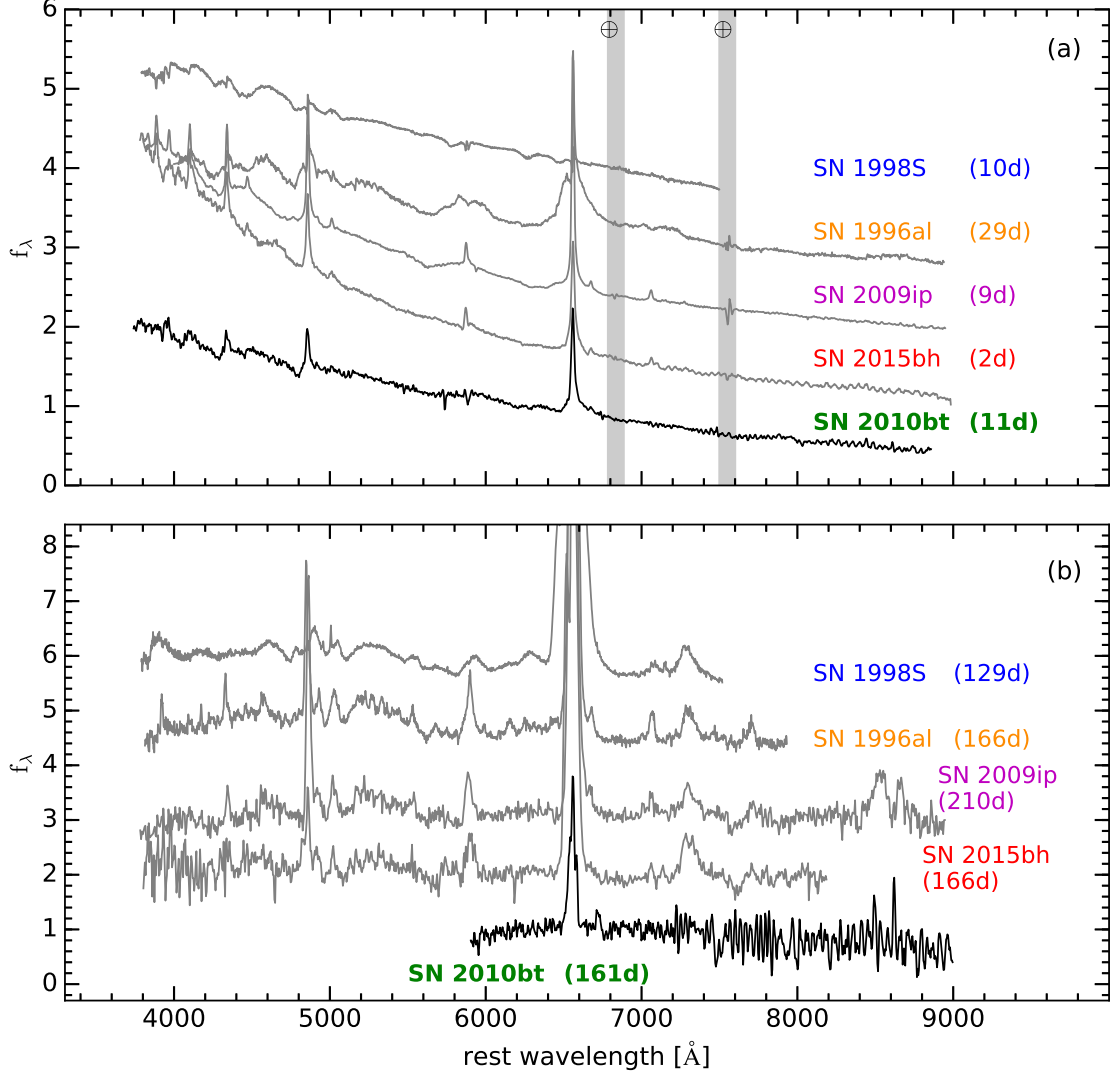 6
5
4
3
2
1
0
f_λ
⊕ ⊕
(a)
SN 1998S (10d)
SN 1996al (29d)
SN 2009ip (9d)
SN 2015bh (2d)
SN 2010bt (11d)
8
7
6
5
4
3
2
1
0
f_λ
(b)
SN 1998S (129d)
SN 1996al (166d)
SN 2009ip
(210d)
SN 2015bh
(166d)
SN 2010bt (161d)
4000 5000 6000 7000 8000 9000
rest wavelength [Å]